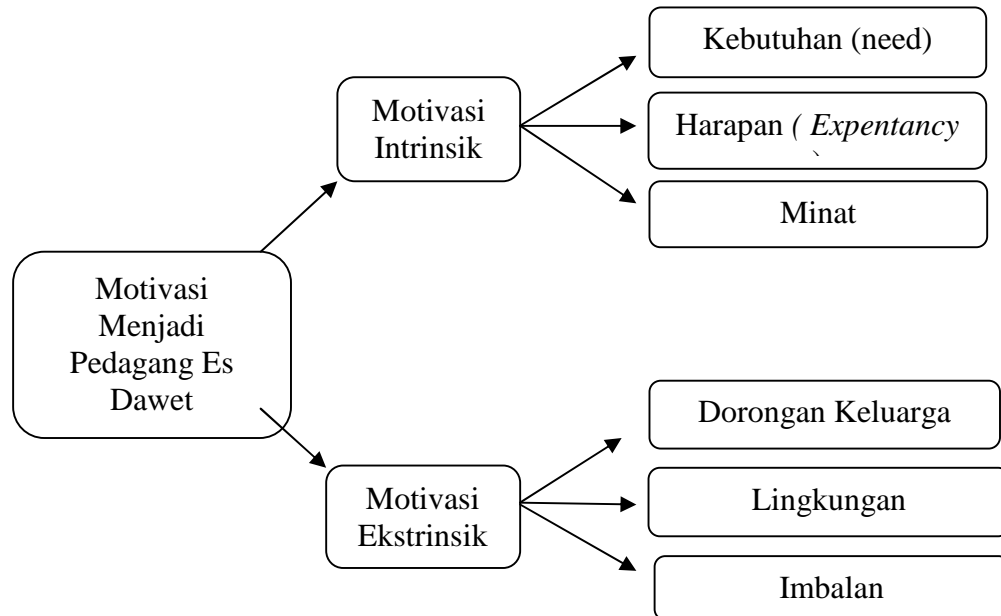 Kebutuhan (need)
Motivasi
Intrinsik
Harapan ( Expentancy
Minat
Motivasi
Menjadi
Pedagang Es
Dawet
Dorongan Keluarga
Motivasi
Ekstrinsik
Lingkungan
Imbalan